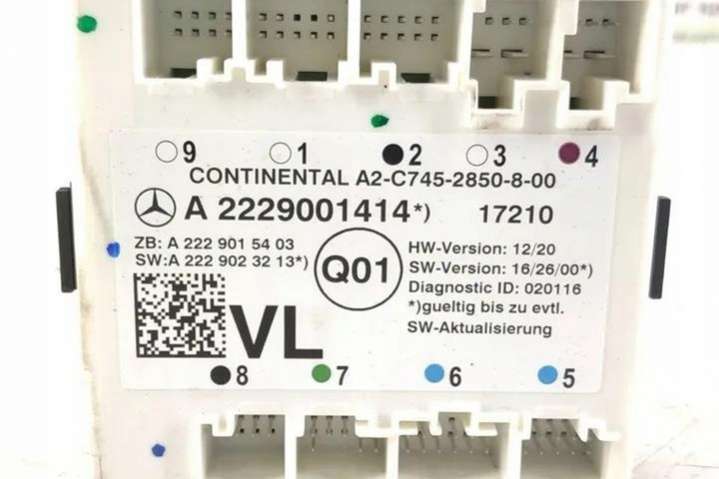 9 1 2 3 4
CONTINENTAL A2-C745-2850-8-00
A 2229001414*) 17210
ZB: A 222 901 54 03
SW:A 222 902 32 13*)
Q01
HW-Version: 12/20
SW-Version: 16/26/00*)
Diagnostic ID: 020116
*)gueltig bis zu evtl.
SW-Aktualisierung
VL
8 7 6 5